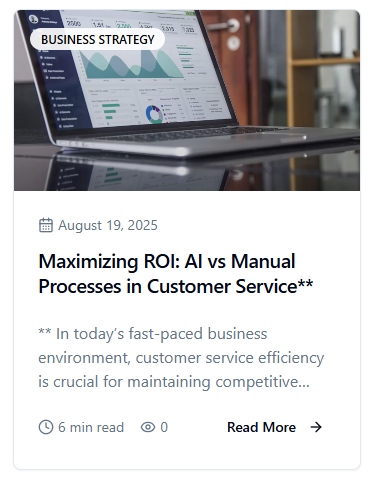 BUSINESS STRATEGY
August 19, 2025
Maximizing ROI: AI vs Manual
Processes in Customer Service**
** In today’s fast-paced business
environment, customer service efficiency
is crucial for maintaining competitive...
6 min read 0
Read More →